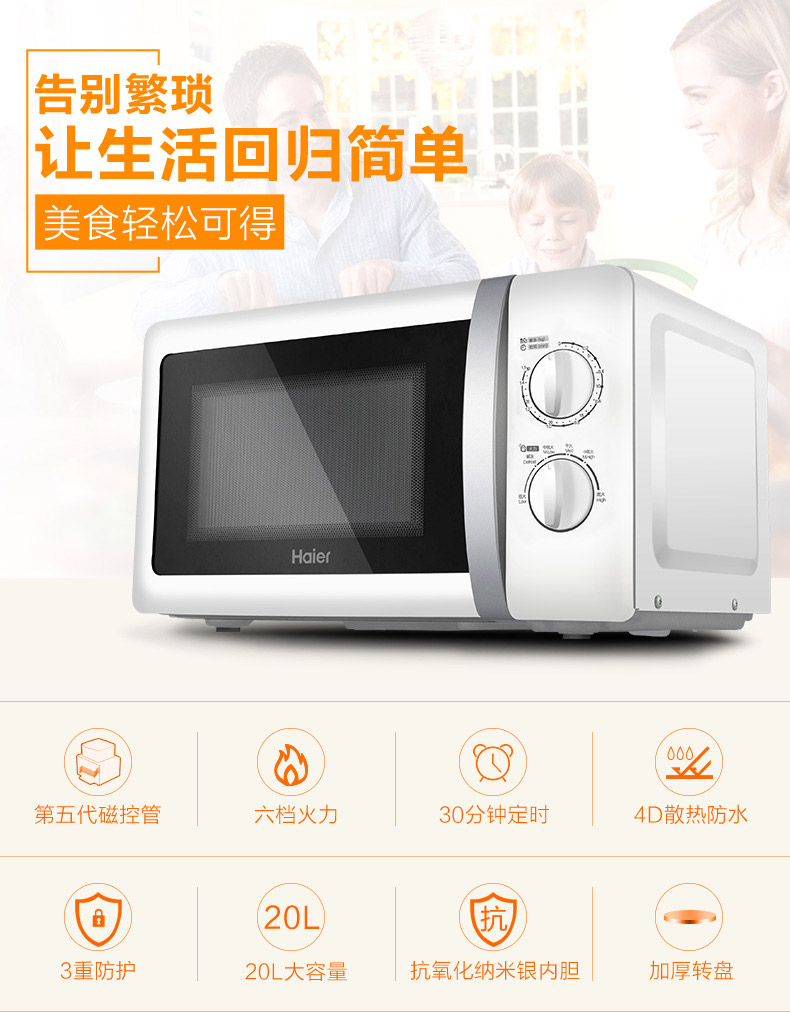 告别繁琐
让生活回归简单
美食轻松可得
Haier
Defrost
Low
High
第五代磁控管
六档火力
30分钟定时
4D散热防水
20L
抗
3重防护
20L大容量
抗氧化纳米银内胆
加厚转盘